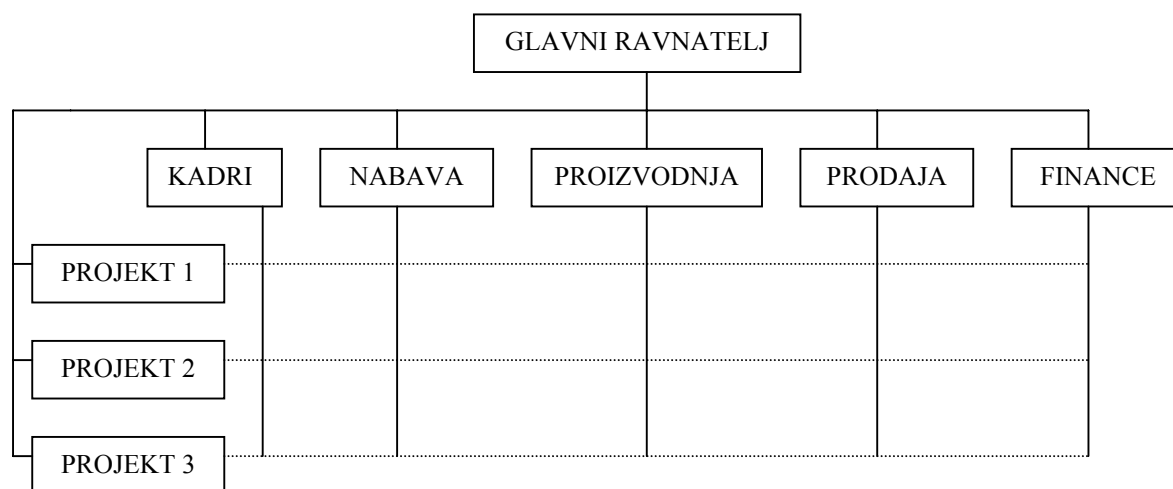 GLAVNI RAVNATELJ
KADRI
NABAVA
PROIZVODNJA
PRODAJA
FINANCE
PROJEKT 1
PROJEKT 2
PROJEKT 3